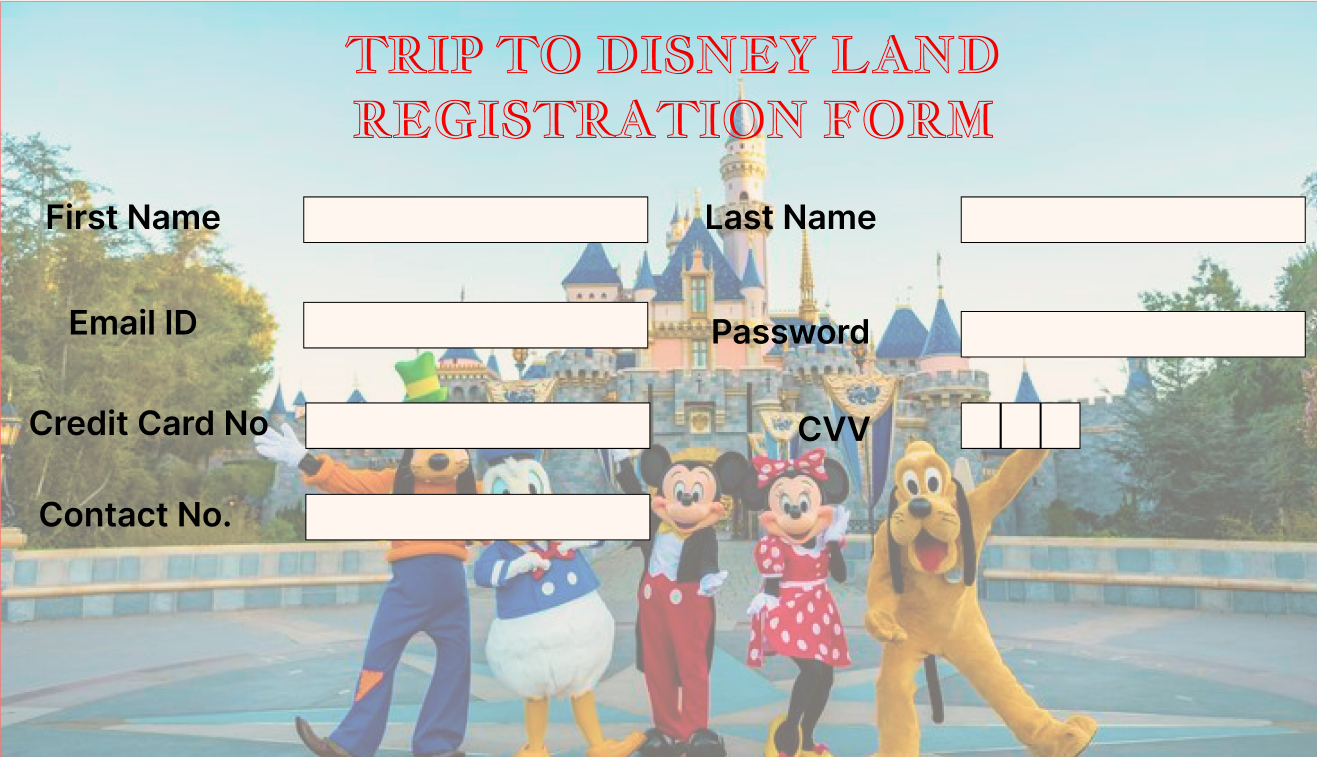 TRIP TO DISNEY LAND
REGISTRATION FORM
First Name
Last Name
Email ID
Password
Credit Card No
CVV
Contact No.